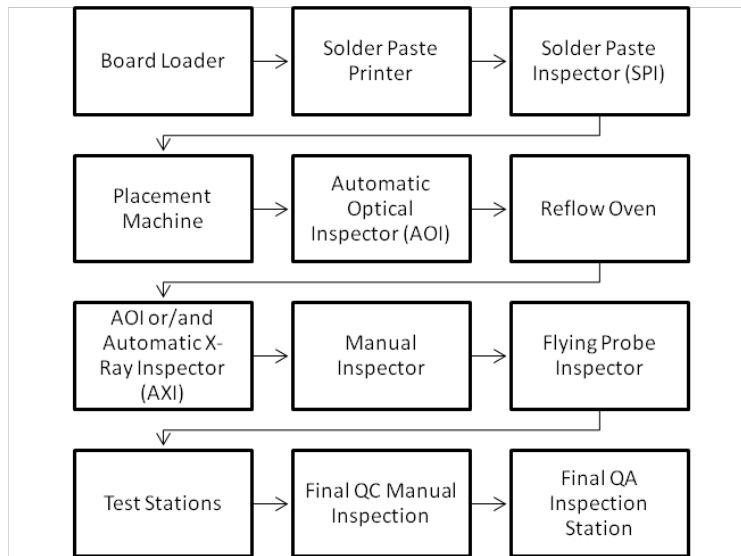 Board Loader
Solder Paste
Printer
Solder Paste
Inspector (SPI)
Placement
Machine
Automatic
Optical
Inspector (AOI)
Reflow Oven
AOI or/and
Automatic X-
Ray Inspector
(AXI)
Manual
Inspector
Flying Probe
Inspector
Test Stations
Final QC Manual
Inspection
Final QA
Inspection
Station